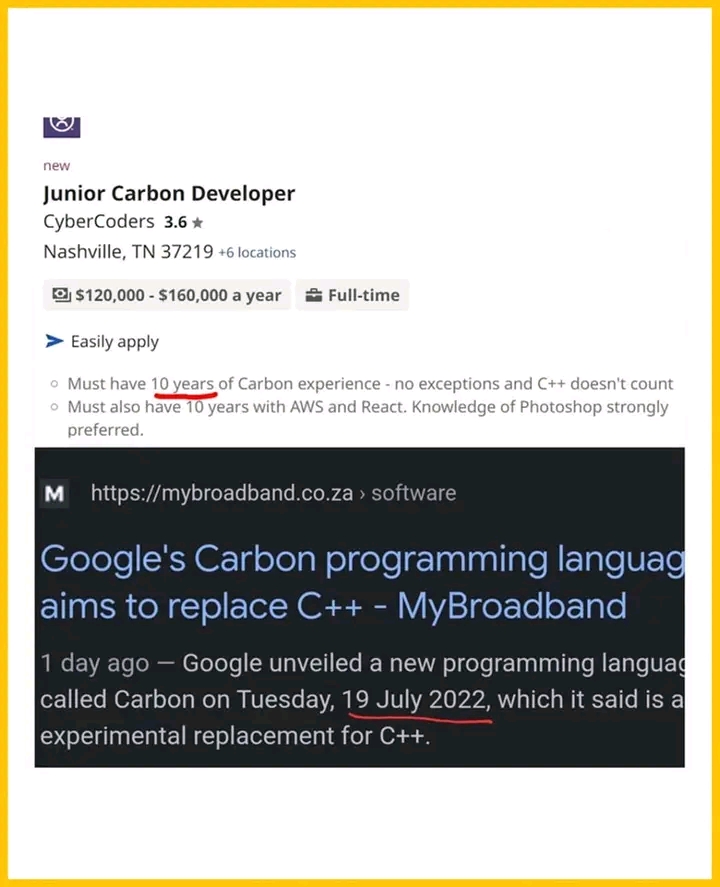 new
Junior Carbon Developer
CyberCoders 3.6 ★
Nashville, TN 37219 +6 locations
$120,000 - $160,000 a year Full-time
Easily apply
◦ Must have 10 years of Carbon experience - no exceptions and C++ doesn't count
◦ Must also have 10 years with AWS and React. Knowledge of Photoshop strongly
preferred.
M https://mybroadband.co.za › software
Google's Carbon programming languag
aims to replace C++ - MyBroadband
1 day ago — Google unveiled a new programming languag
called Carbon on Tuesday, 19 July 2022, which it said is a
experimental replacement for C++.